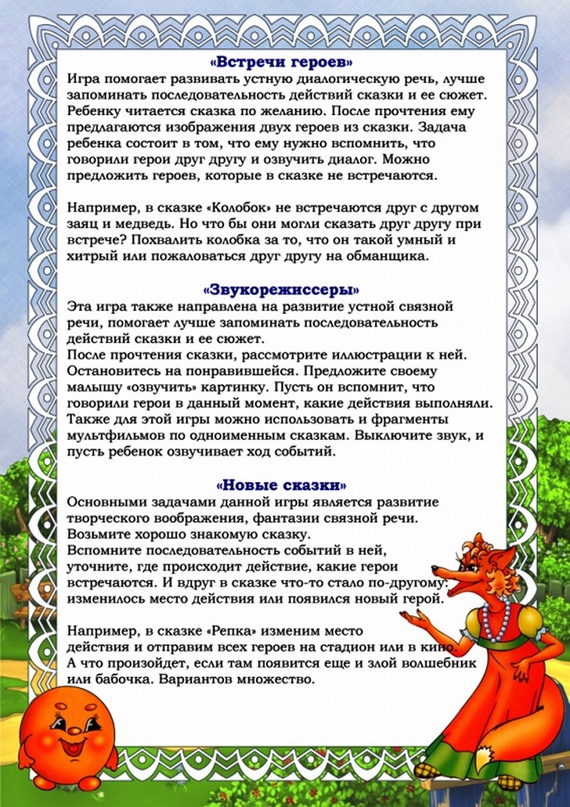 «Встречи героев»
Игра помогает развивать устную диалогическую речь, лучше
запоминать последовательность действий сказки и ее сюжет.
Ребенку читается сказка по желанию. После прочтения ему
предлагаются изображения двух героев из сказки. Задача
ребенка состоит в том, что ему нужно вспомнить, что
говорили герои друг другу и озвучить диалог. Можно
предложить героев, которые в сказке не встречаются.
Например, в сказке «Колобок» не встречаются друг с другом
заяц и медведь. Но что бы они могли сказать друг другу при
встрече? Похвалить колобка за то, что он такой умный и
хитрый или пожаловаться друг другу на обманщика.
«Звукорежиссеры»
Эта игра также направлена на развитие устной связной
речи, помогает лучше запоминать последовательность
действий сказки и ее сюжет.
После прочтения сказки, рассмотрите иллюстрации к ней.
Остановитесь на понравившейся. Предложите своему
малышу «озвучить» картинку. Пусть он вспомнит, что
говорили герои в данный момент, какие действия выполняли.
Также для этой игры можно использовать и фрагменты
мультфильмов по одноименным сказкам. Выключите звук, и
пусть ребенок озвучивает ход событий.
«Новые сказки»
Основными задачами данной игры является развитие
творческого воображения, фантазии связной речи.
Возьмите хорошо знакомую сказку.
Вспомните последовательность событий в ней,
уточните, где происходит действие, какие герои
встречаются. И вдруг в сказке что-то стало по-другому:
изменилось место действия или появился новый герой.
Например, в сказке «Репка» изменим место
действия и отправим всех героев на стадион или в кино.
А что произойдет, если там появится еще и злой волшебник
или бабочка. Вариантов множество.